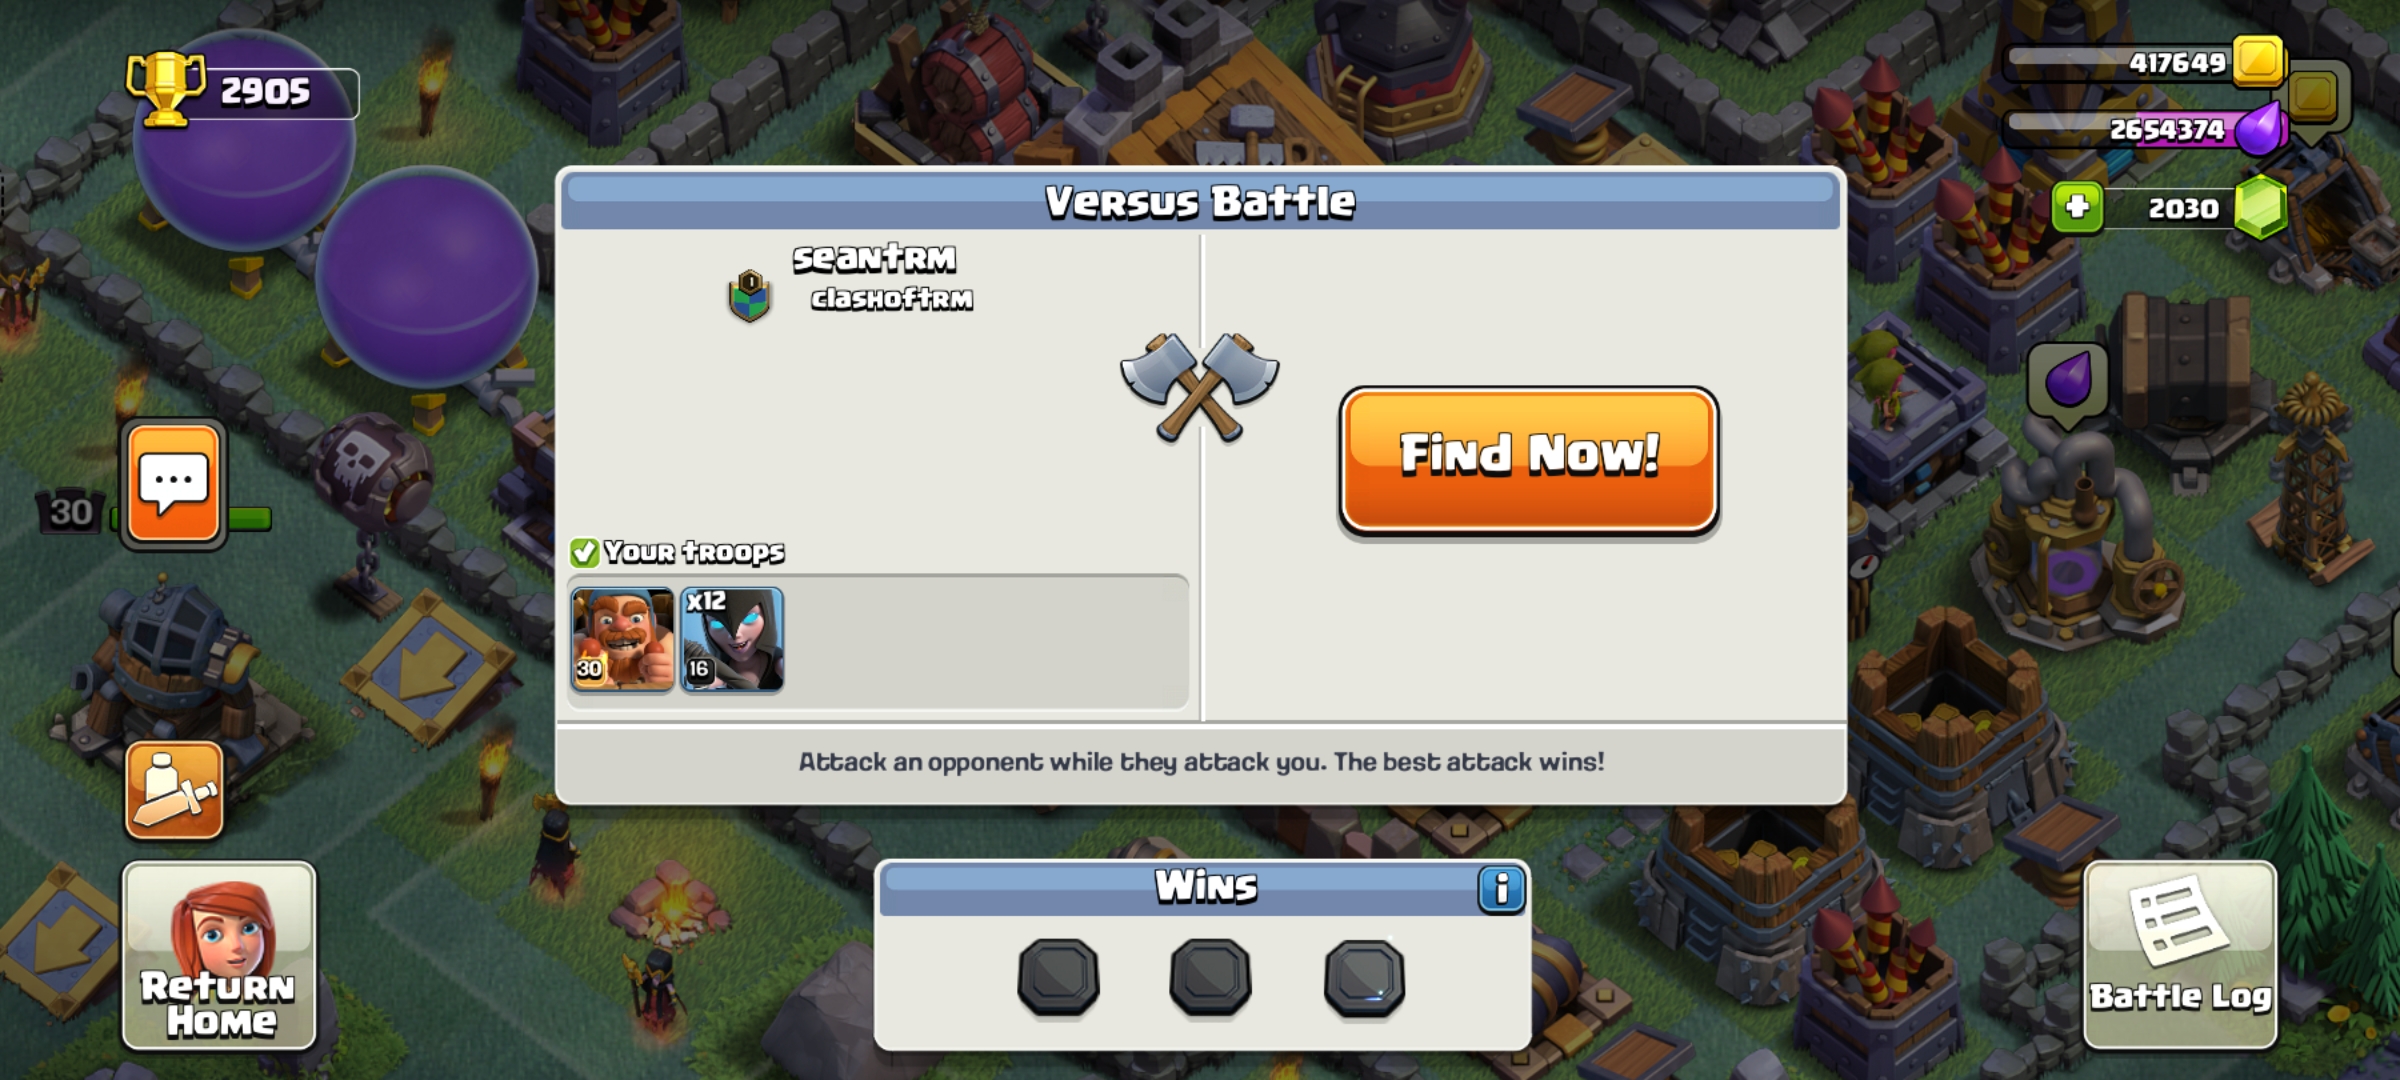 2905
417649
2654374
2030
Versus Battle
seantrm
clashoftrm
1
Find Now!
30
Your troops
x12
30
16
Attack an opponent while they attack you. The best attack wins!
Wins
i
Return
Home
Battle Log